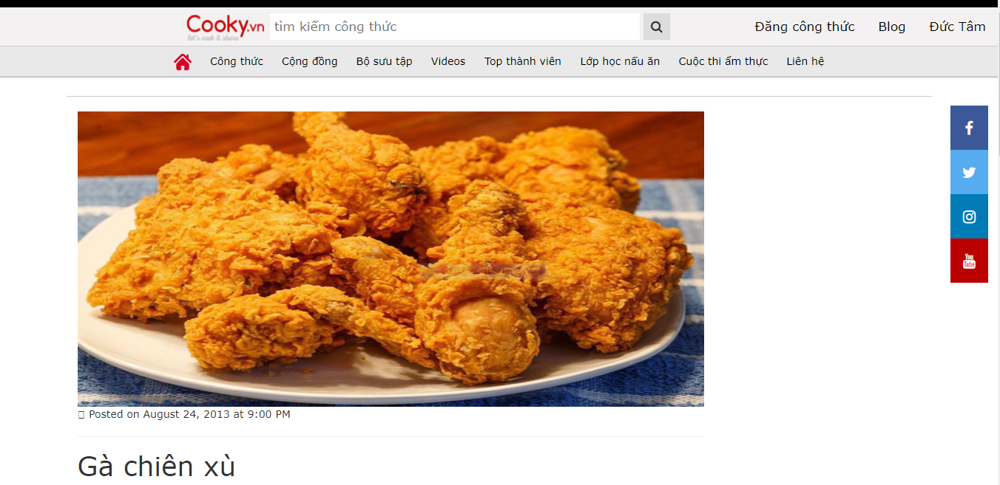 Cooky.vn
let's cook & share
tìm kiếm công thức
Đăng công thức Blog Đức Tâm
Công thức Cộng đồng Bộ sưu tập Videos Top thành viên Lớp học nấu ăn Cuộc thi ẩm thực Liên hệ
You
Tube
Posted on August 24, 2013 at 9:00 PM
Gà chiên xù